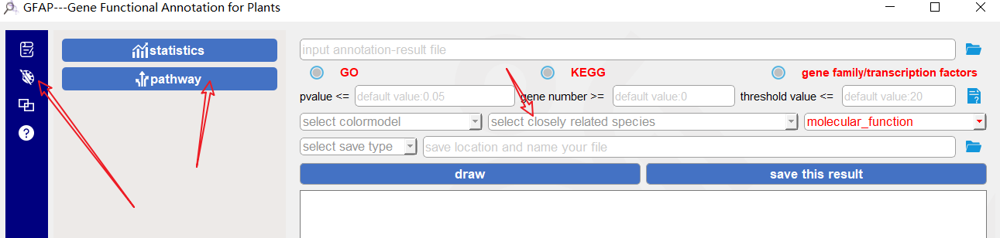 GFAP---Gene Functional Annotation for Plants
statistics
pathway
input annotation-result file
GO KEGG gene family/transcription factors
pvalue <= default value:0.05 gene number >= default value:0 threshold value <= default value:20
select colormodel select closely related species molecular_function
select save type save location and name your file
draw save this result